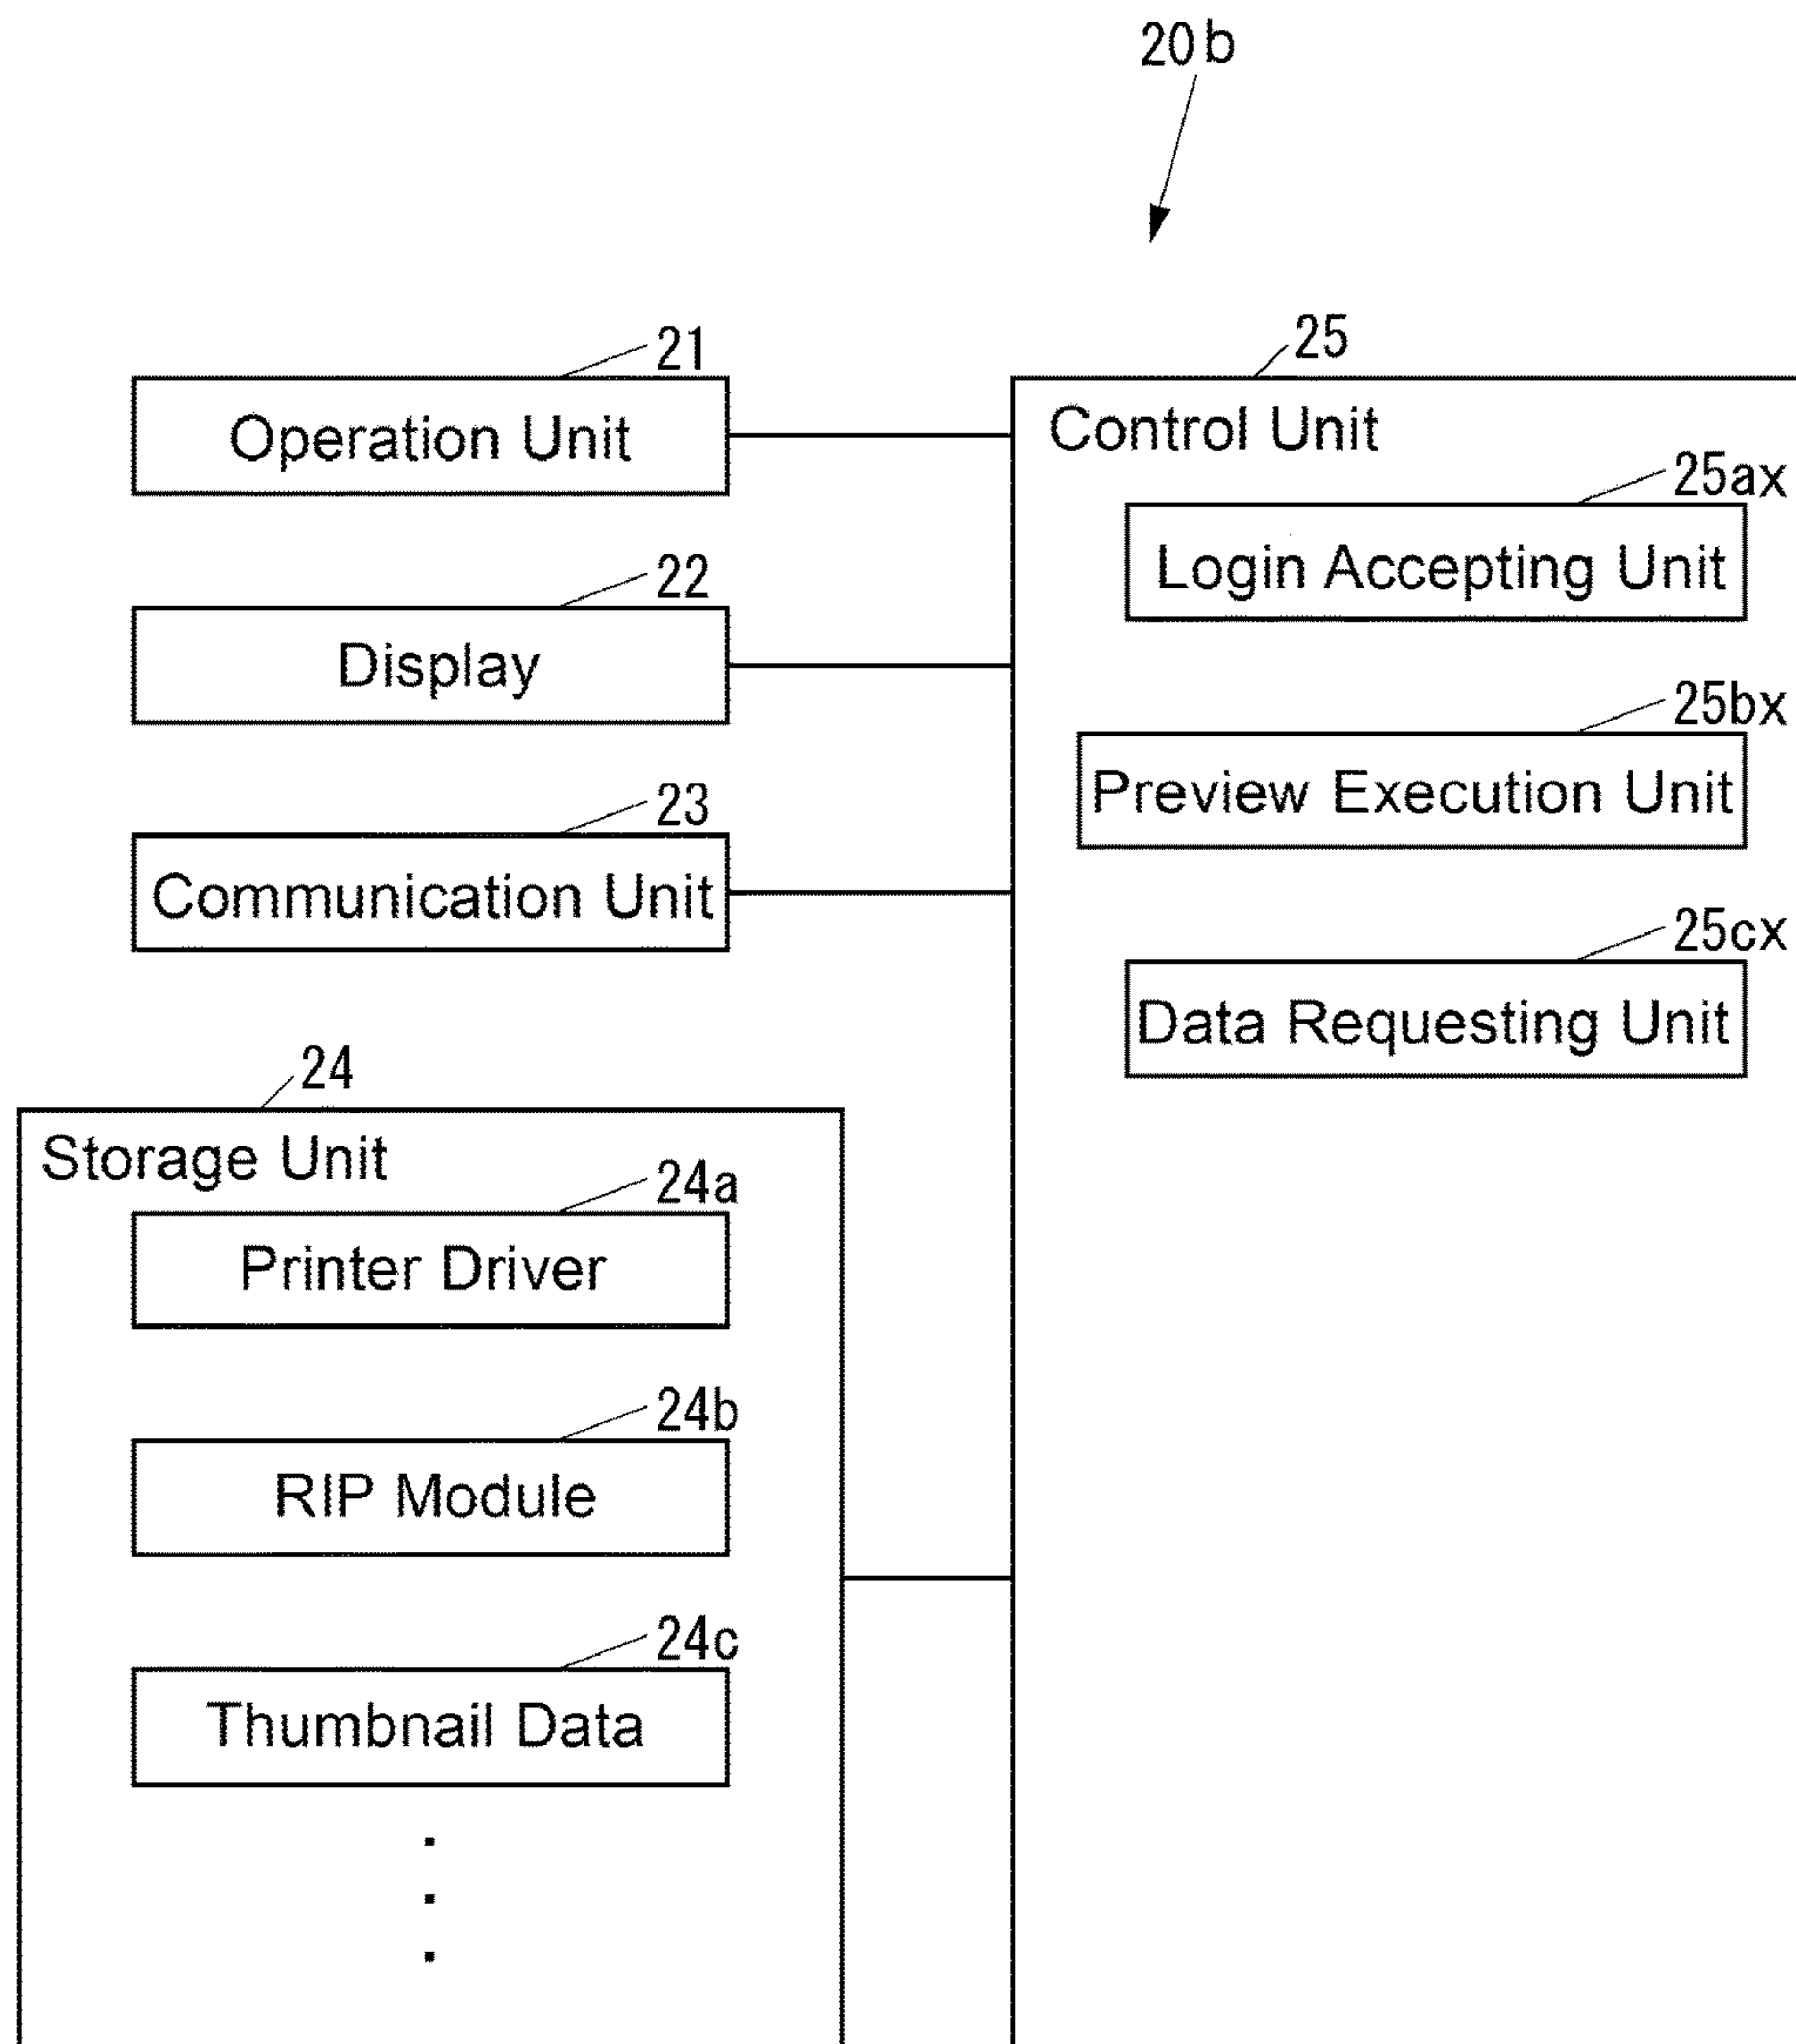 20b
21
Operation Unit
22
Display
23
Communication Unit
24
Storage Unit
24a
Printer Driver
24b
RIP Module
24c
Thumbnail Data
25
Control Unit
25ax
Login Accepting Unit
25bx
Preview Execution Unit
25cx
Data Requesting Unit